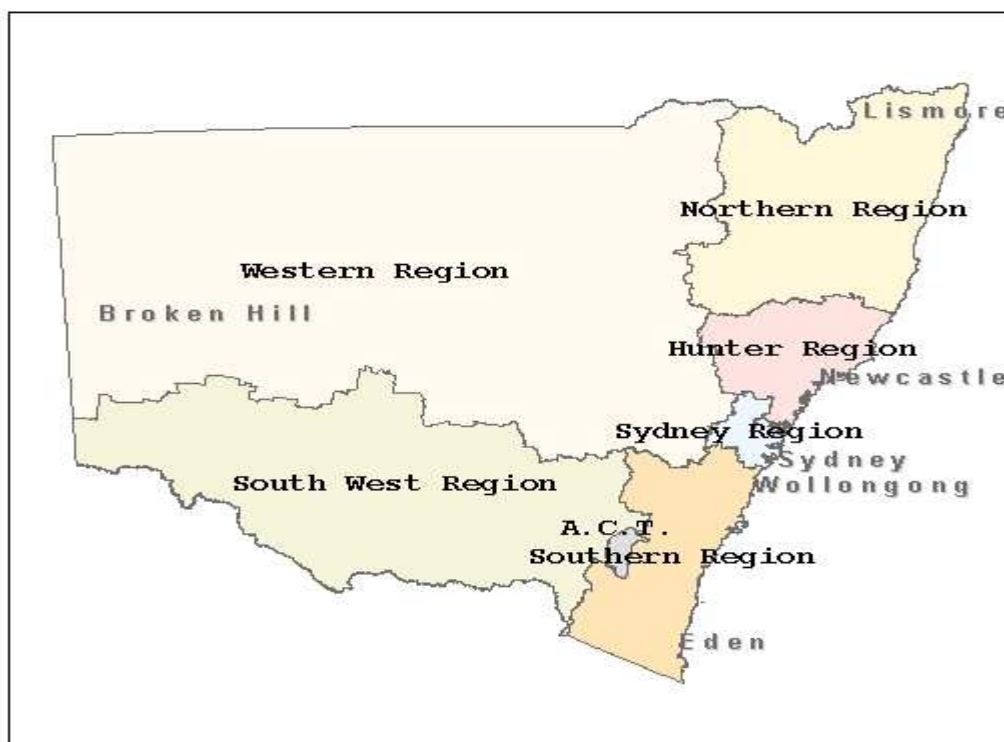 Lismore
Northern Region
Western Region
Broken Hill
Hunter Region
Newcastle
Sydney Region
Sydney
South West Region
Wollongong
A.C.T.
Southern Region
Eden